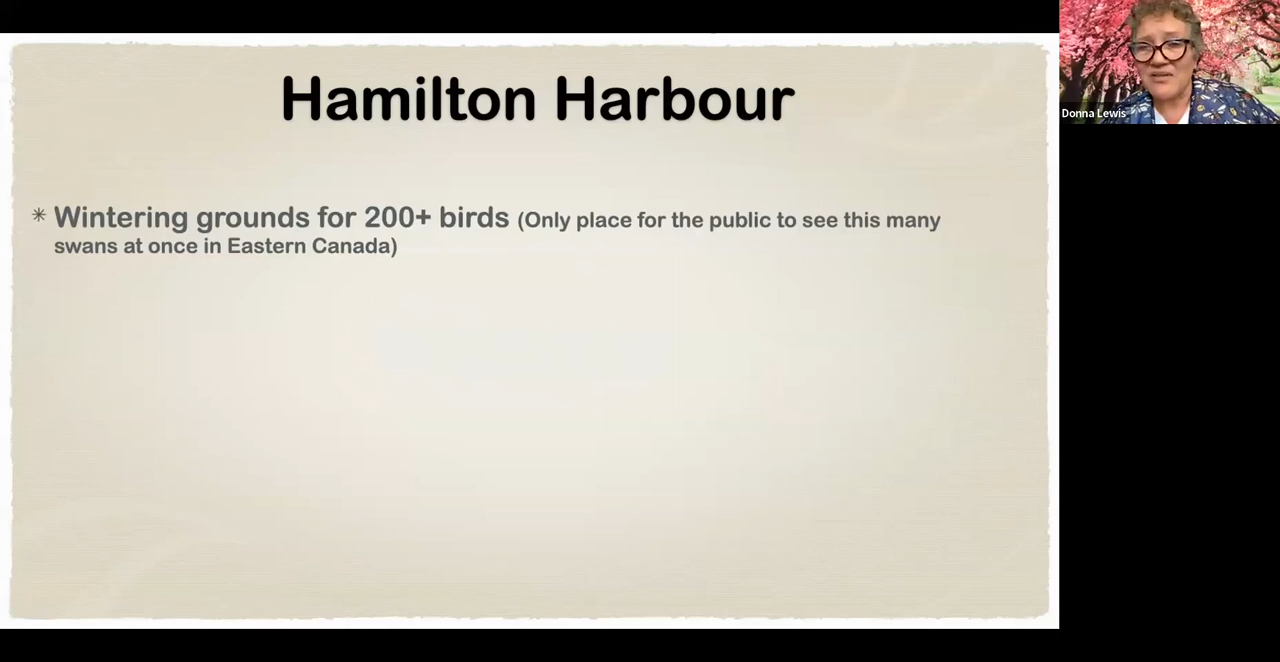 Hamilton Harbour
* Wintering grounds for 200+ birds (Only place for the public to see this many
swans at once in Eastern Canada)
Donna Lewis